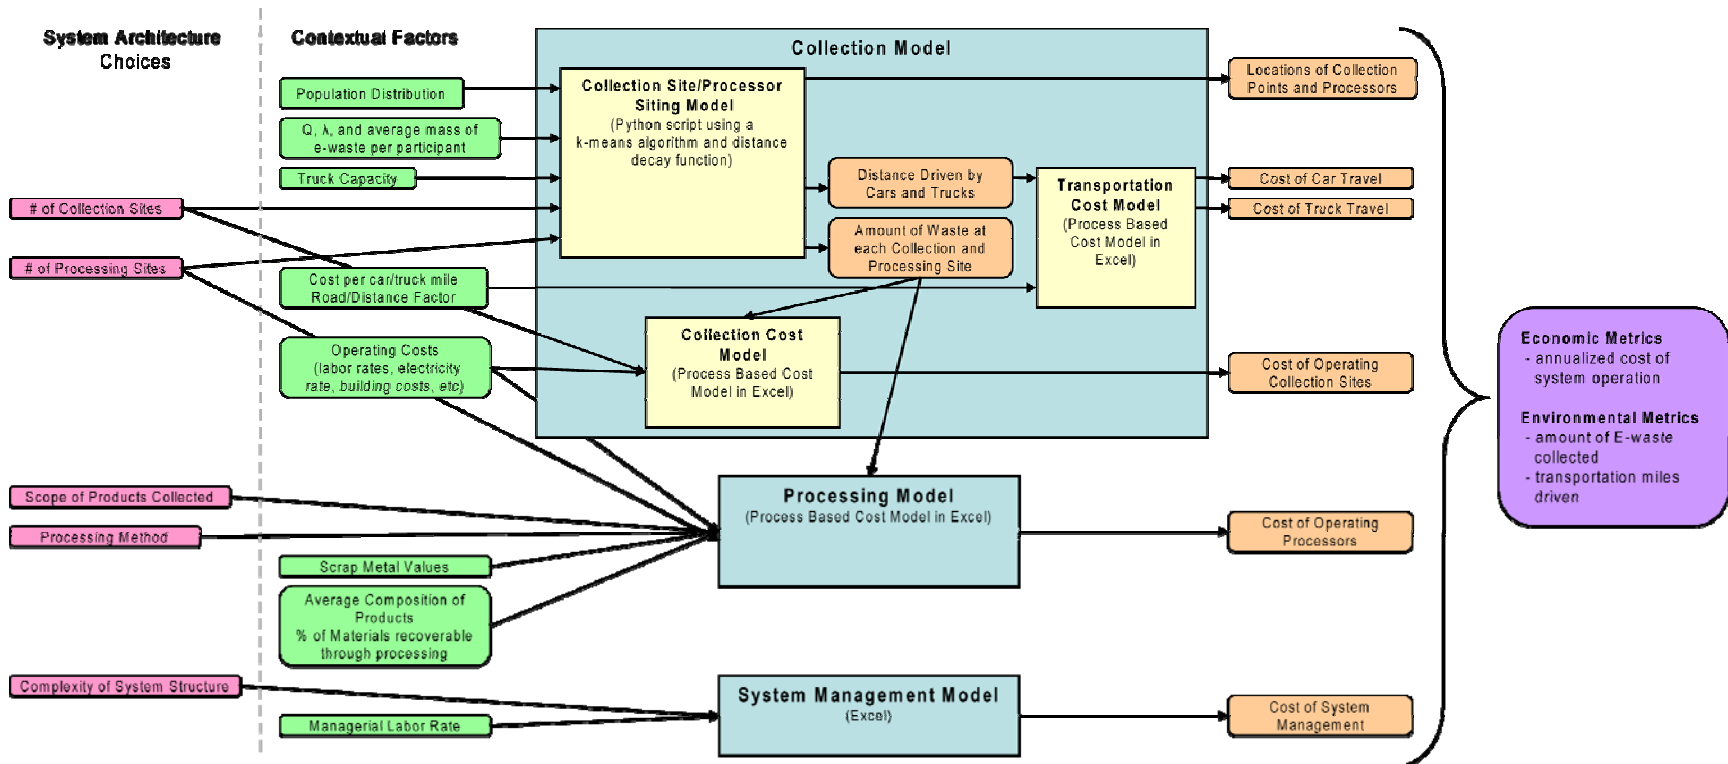 System Architecture
Choices
Contextual Factors
Population Distribution
Q, λ, and average mass of
e-waste per participant
Truck Capacity
# of Collection Sites
# of Processing Sites
Cost per car/truck mile
Road/Distance Factor
Operating Costs
(labor rates, electricity
rate, building costs, etc)
Scope of Products Collected
Processing Method
Scrap Metal Values
Average Composition of
Products
% of Materials recoverable
through processing
Complexity of System Structure
Managerial Labor Rate
Collection Model
Collection Site/Processor
Siting Model
(Python script using a
k-means algorithm and distance
decay function)
Distance Driven by
Cars and Trucks
Amount of Waste at
each Collection and
Processing Site
Transportation
Cost Model
(Process Based
Cost Model in
Excel)
Collection Cost
Model
(Process Based Cost
Model in Excel)
Processing Model
(Process Based Cost Model in Excel)
System Management Model
(Excel)
Locations of Collection
Points and Processors
Cost of Car Travel
Cost of Truck Travel
Cost of Operating
Collection Sites
Cost of Operating
Processors
Cost of System
Management
Economic Metrics
- annualized cost of
system operation
Environmental Metrics
- amount of E-waste
collected
- transportation miles
driven